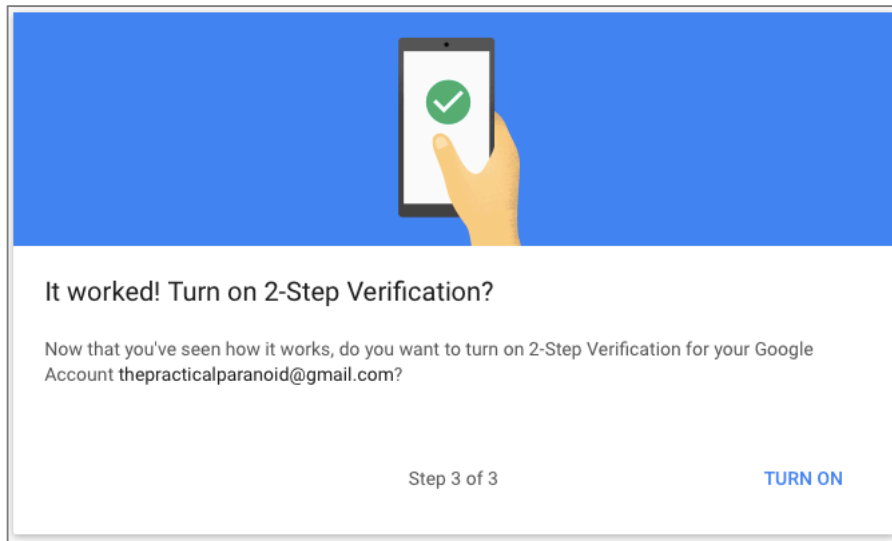 It worked! Turn on 2-Step Verification?
Now that you've seen how it works, do you want to turn on 2-Step Verification for your Google
Account thepracticalparanoid@gmail.com?
Step 3 of 3
TURN ON